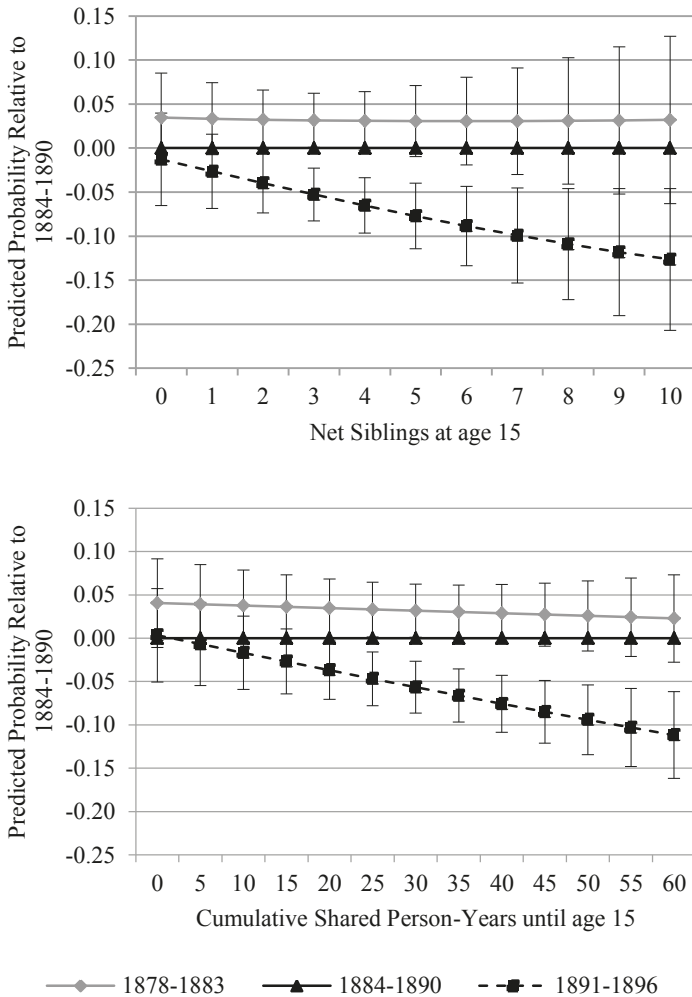 0.15
0.10
0.05
0.00
-0.05
-0.10
-0.15
-0.20
-0.25
Predicted Probability Relative to
1884-1890
0 1 2 3 4 5 6 7 8 9 10
Net Siblings at age 15
0.15
0.10
0.05
0.00
-0.05
-0.10
-0.15
-0.20
-0.25
Predicted Probability Relative to
1884-1890
0 5 10 15 20 25 30 35 40 45 50 55 60
Cumulative Shared Person-Years until age 15
1878-1883 1884-1890 1891-1896